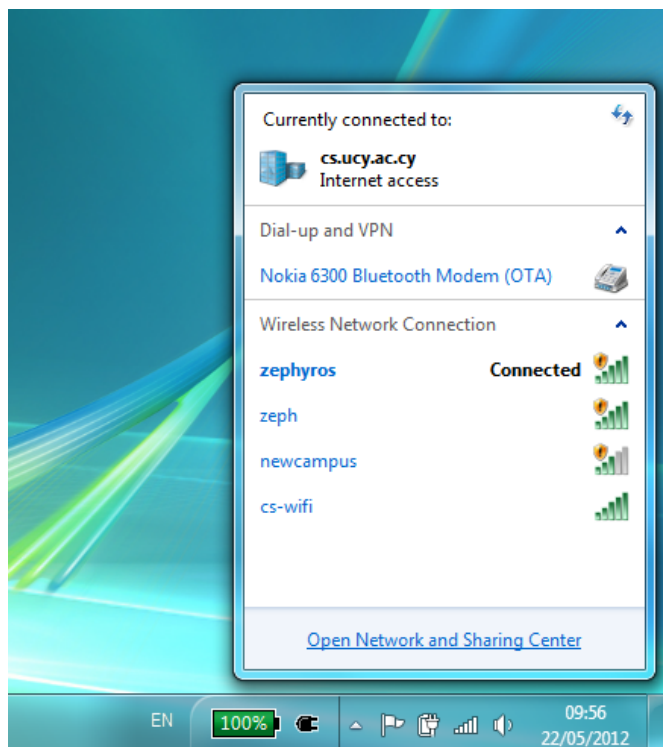 Currently connected to:
cs.ucy.ac.cy
Internet access
Dial-up and VPN
Nokia 6300 Bluetooth Modem (OTA)
Wireless Network Connection
zephyros Connected
zeph
newcampus
cs-wifi
Open Network and Sharing Center
EN 100% 09:56
22/05/2012